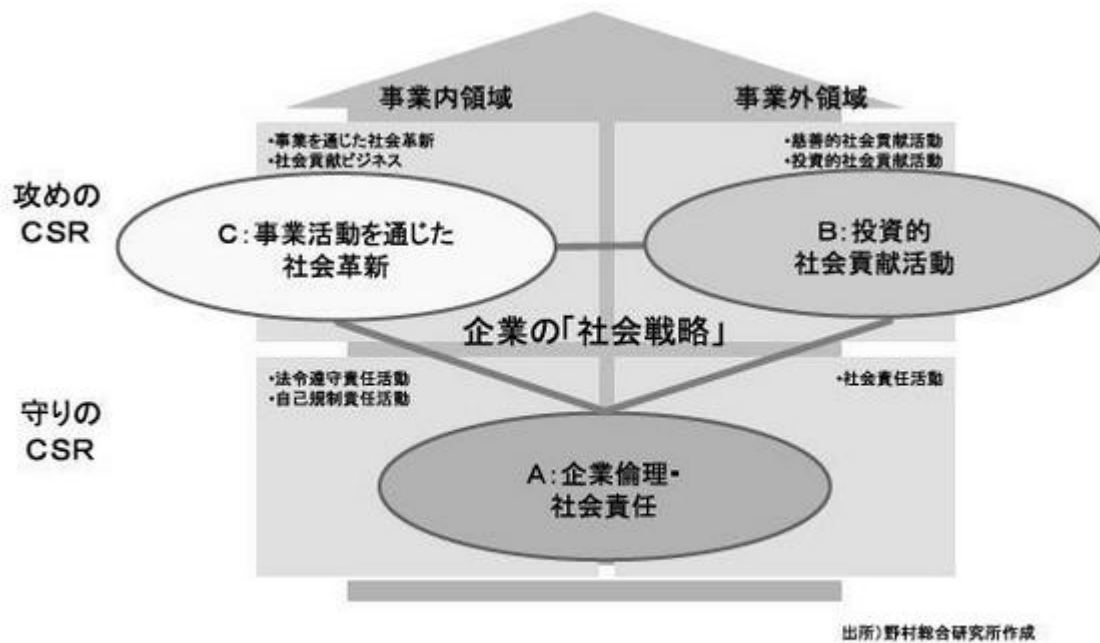 事業内領域
事業外領域
・事業を通じた社会革新
・社会貢献ビジネス
・慈善的社会貢献活動
・投資的社会貢献活動
攻めの
CSR
C:事業活動を通じた
社会革新
B:投資的
社会貢献活動
企業の「社会戦略」
・法令遵守責任活動
・自己規制責任活動
・社会責任活動
守りの
CSR
A:企業倫理・
社会責任
出所)野村総合研究所作成